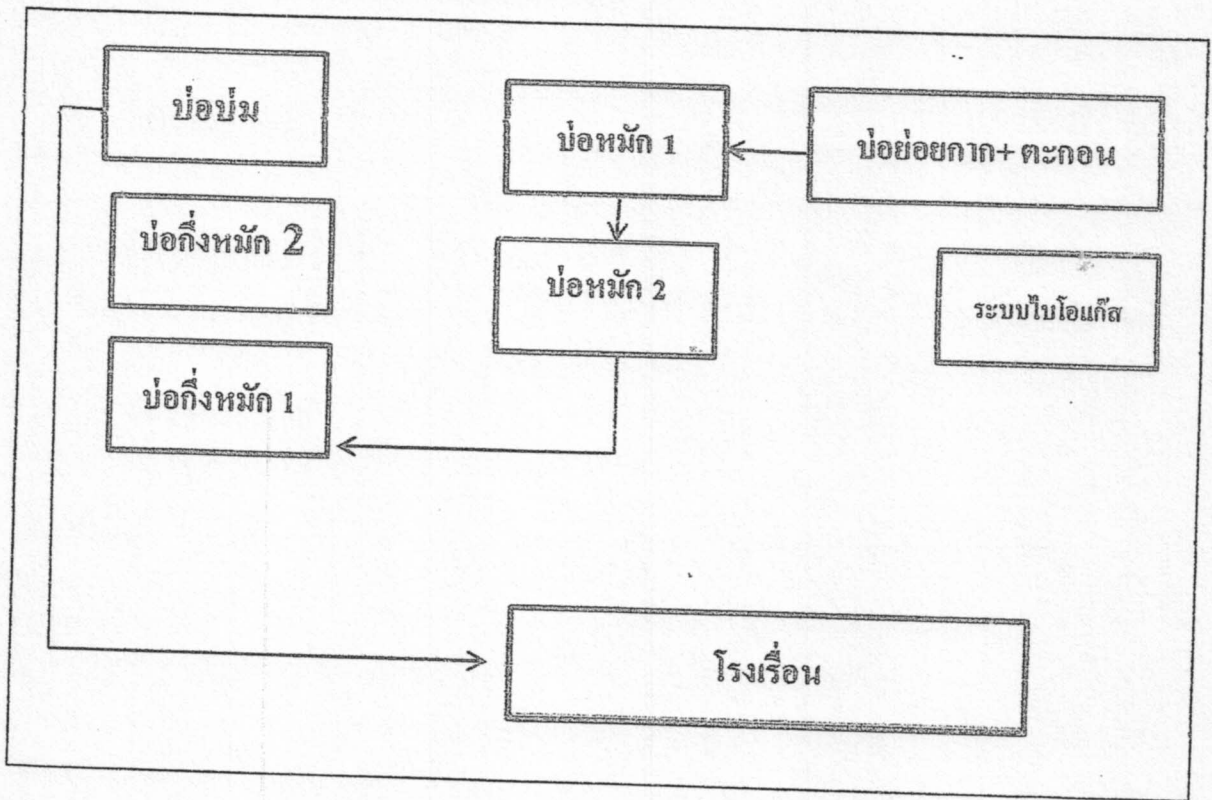 บ่อบ่ม
บ่อหมัก 1
บ่อย่อยกาก+ ตะกอน
บ่อกึ่งหมัก 2
บ่อหมัก 2
ระบบไบโอแก๊ส
บ่อกึ่งหมัก 1
โรงเรื่อน